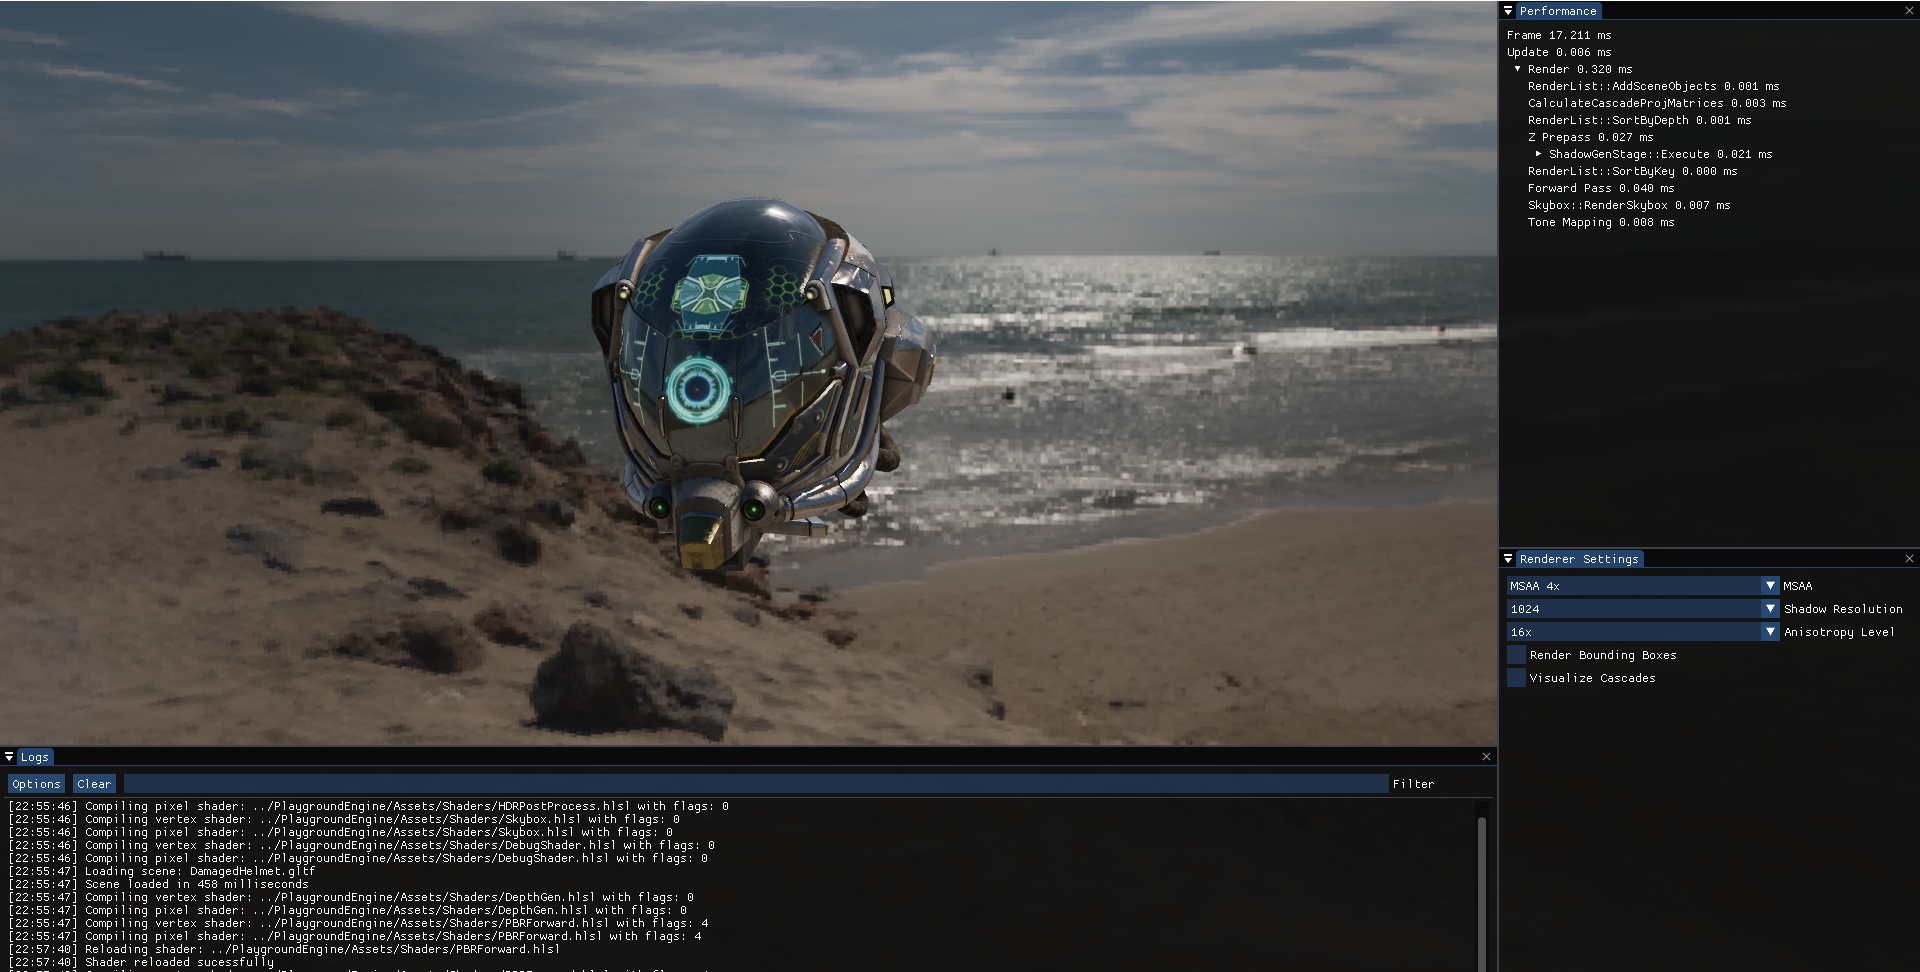 Performance
Frame 17.211 ms
Update 0.006 ms
Render 0.320 ms
RenderList::AddSceneObjects 0.001 ms
CalculateCascadeProjMatrices 0.003 ms
RenderList::SortByDepth 0.001 ms
Z Prepass 0.027 ms
ShadowGenStage::Execute 0.021 ms
RenderList::SortByKey 0.000 ms
Forward Pass 0.040 ms
Skybox::RenderSkybox 0.007 ms
Tone Mapping 0.008 ms
Renderer Settings
MSAA 4x MSAA
1024 Shadow Resolution
16x Anisotropy Level
Render Bounding Boxes
Visualize Cascades
Logs
Options Clear Filter
[22:55:46] Compiling pixel shader: ../PlaygroundEngine/Assets/Shaders/HDRPostProcess.hlsl with flags: 0
[22:55:46] Compiling vertex shader: ../PlaygroundEngine/Assets/Shaders/Skybox.hlsl with flags: 0
[22:55:46] Compiling pixel shader: ../PlaygroundEngine/Assets/Shaders/Skybox.hlsl with flags: 0
[22:55:46] Compiling vertex shader: ../PlaygroundEngine/Assets/Shaders/DebugShader.hlsl with flags: 0
[22:55:46] Compiling pixel shader: ../PlaygroundEngine/Assets/Shaders/DebugShader.hlsl with flags: 0
[22:55:47] Loading scene: DamagedHelmet.gltf
[22:55:47] Scene loaded in 458 milliseconds
[22:55:47] Compiling vertex shader: ../PlaygroundEngine/Assets/Shaders/DepthGen.hlsl with flags: 0
[22:55:47] Compiling pixel shader: ../PlaygroundEngine/Assets/Shaders/DepthGen.hlsl with flags: 0
[22:55:47] Compiling vertex shader: ../PlaygroundEngine/Assets/Shaders/PBRForward.hlsl with flags: 4
[22:55:47] Compiling pixel shader: ../PlaygroundEngine/Assets/Shaders/PBRForward.hlsl with flags: 4
[22:57:40] Reloading shader: ../PlaygroundEngine/Assets/Shaders/PBRForward.hlsl
[22:57:40] Shader reloaded sucessfully